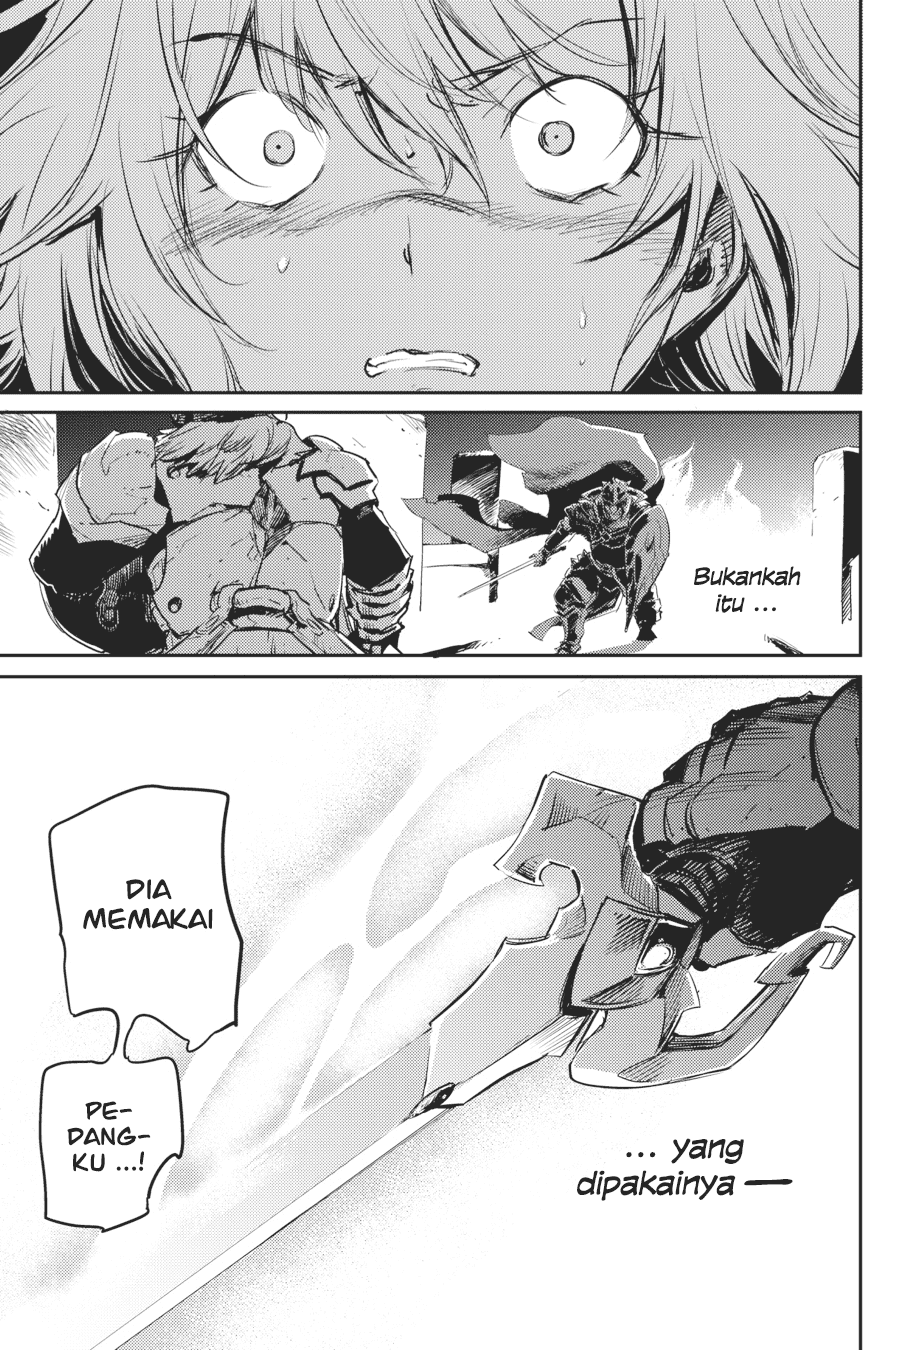 Bukankah
itu ...
... yang
dipakainya —
DIA
MEMAKAI
PE-
DANG-
KU ...!